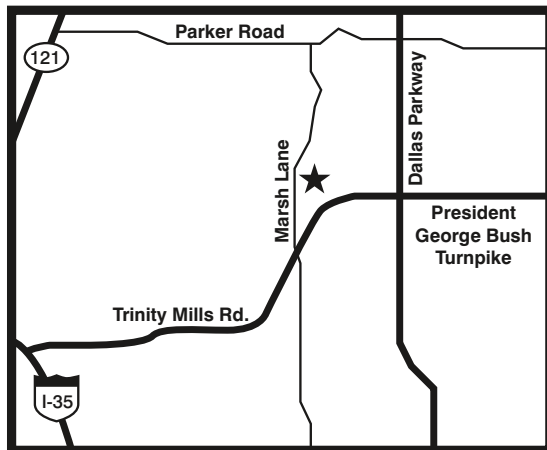 Parker Road
121
Dallas Parkway
Marsh Lane
President
George Bush
Turnpike
Trinity Mills Rd.
I-35